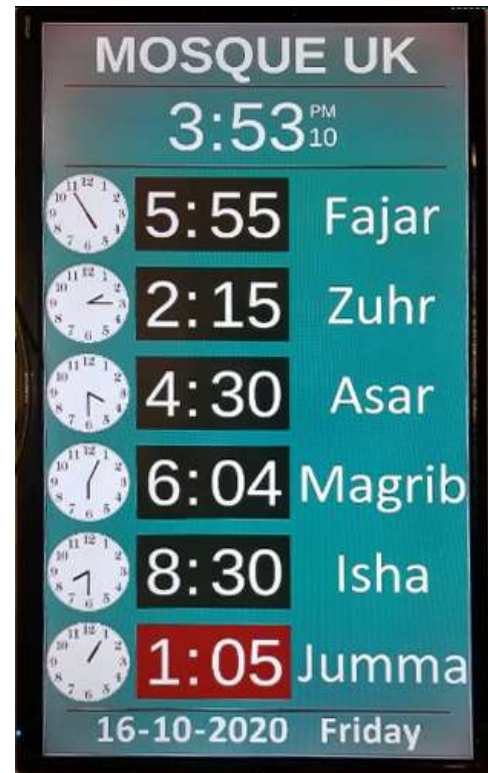 MOSQUE UK
3:53 PM 10
5:55 Fajar
2:15 Zuhr
4:30 Asar
6:04 Magrib
8:30 Isha
1:05 Jumma
16-10-2020 Friday